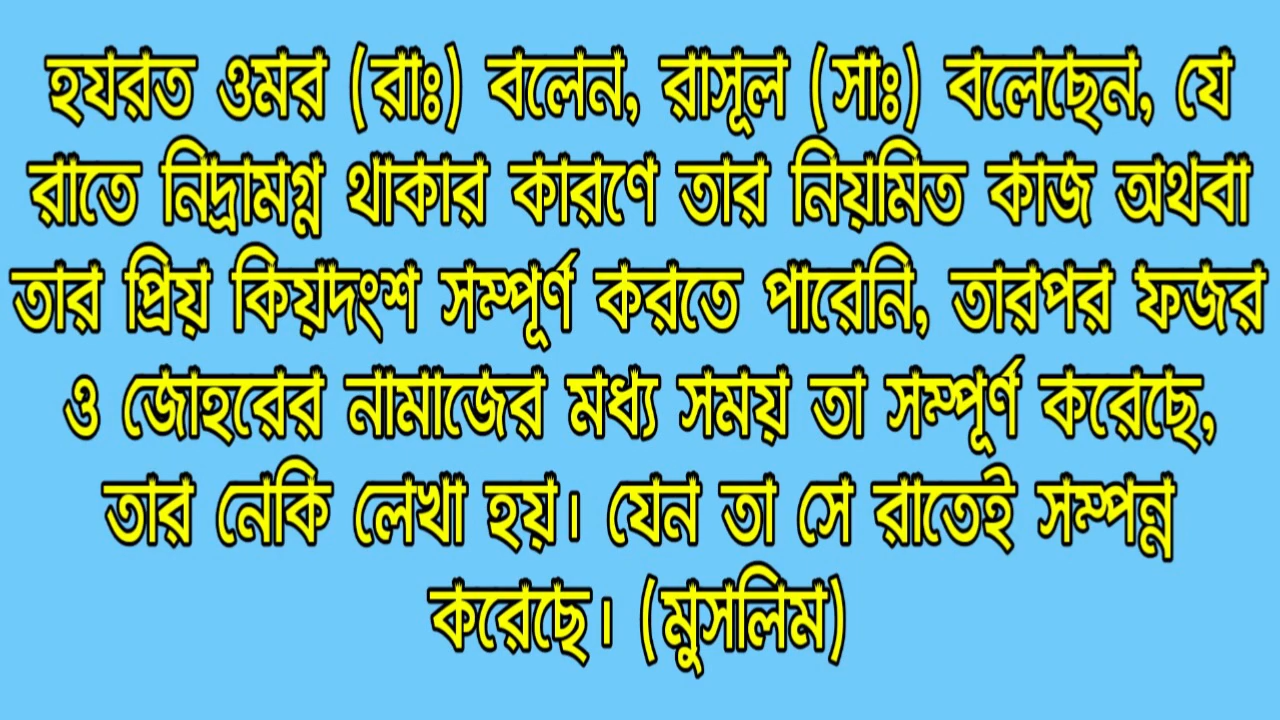 হযরত ওমর (রাঃ) বলেন, রাসূল (সাঃ) বলেছেন, যে
রাতে নিদ্রামগ্ন থাকার কারণে তার নিয়মিত কাজ অথবা
তার প্রিয় কিয়দংশ সম্পূর্ণ করতে পারেনি, তারপর ফজর
ও জোহরের নামাজের মধ্য সময় তা সম্পূর্ণ করেছে,
তার নেকি লেখা হয়। যেন তা সে রাতেই সম্পন্ন
করেছে। (মুসলিম)